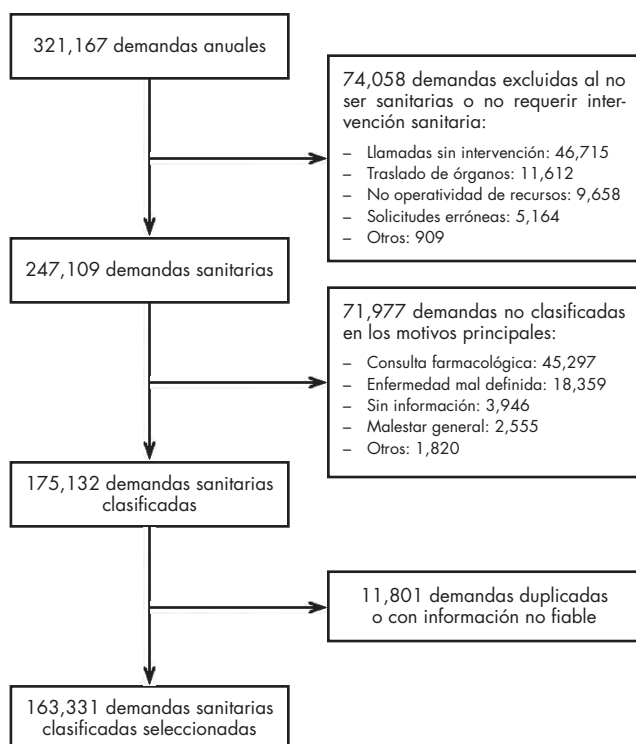 321,167 demandas anuales
74,058 demandas excluidas al no
ser sanitarias o no requerir inter-
vención sanitaria:
– Llamadas sin intervención: 46,715
– Traslado de órganos: 11,612
– No operatividad de recursos: 9,658
– Solicitudes erróneas: 5,164
– Otros: 909
247,109 demandas sanitarias
71,977 demandas no clasificadas
en los motivos principales:
– Consulta farmacológica: 45,297
– Enfermedad mal definida: 18,359
– Sin información: 3,946
– Malestar general: 2,555
– Otros: 1,820
175,132 demandas sanitarias
clasificadas
11,801 demandas duplicadas
o con información no fiable
163,331 demandas sanitarias
clasificadas seleccionadas